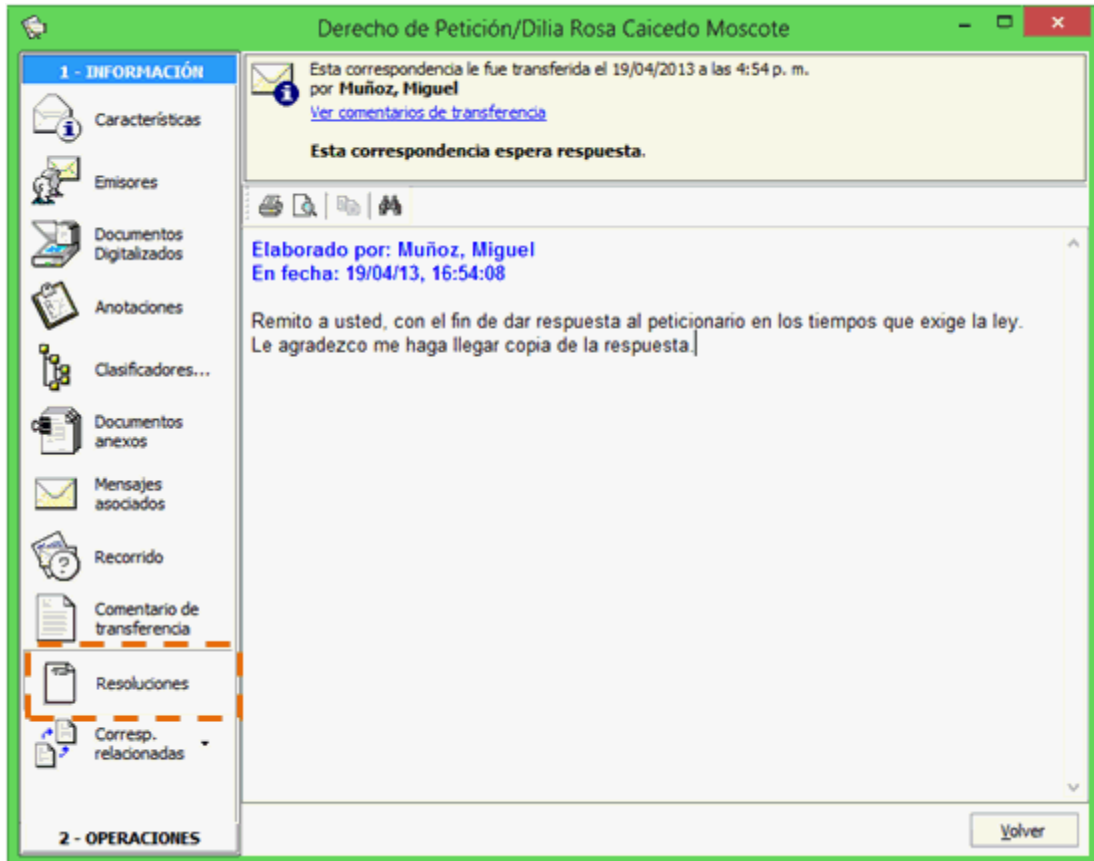 Derecho de Petición/Dilia Rosa Caicedo Moscote
1 - INFORMACIÓN
Características
Emisores
Documentos
Digitalizados
Anotaciones
Clasificadores...
Documentos
anexos
Mensajes
asociados
Recorrido
Comentario de
transferencia
Resoluciones
Corresp.
relacionadas
2 - OPERACIONES
Esta correspondencia le fue transferida el 19/04/2013 a las 4:54 p. m.
por Muñoz, Miguel
Ver comentarios de transferencia
Esta correspondencia espera respuesta.
Elaborado por: Muñoz, Miguel
En fecha: 19/04/13, 16:54:08
Remito a usted, con el fin de dar respuesta al peticionario en los tiempos que exige la ley.
Le agradezco me haga llegar copia de la respuesta.
Volver